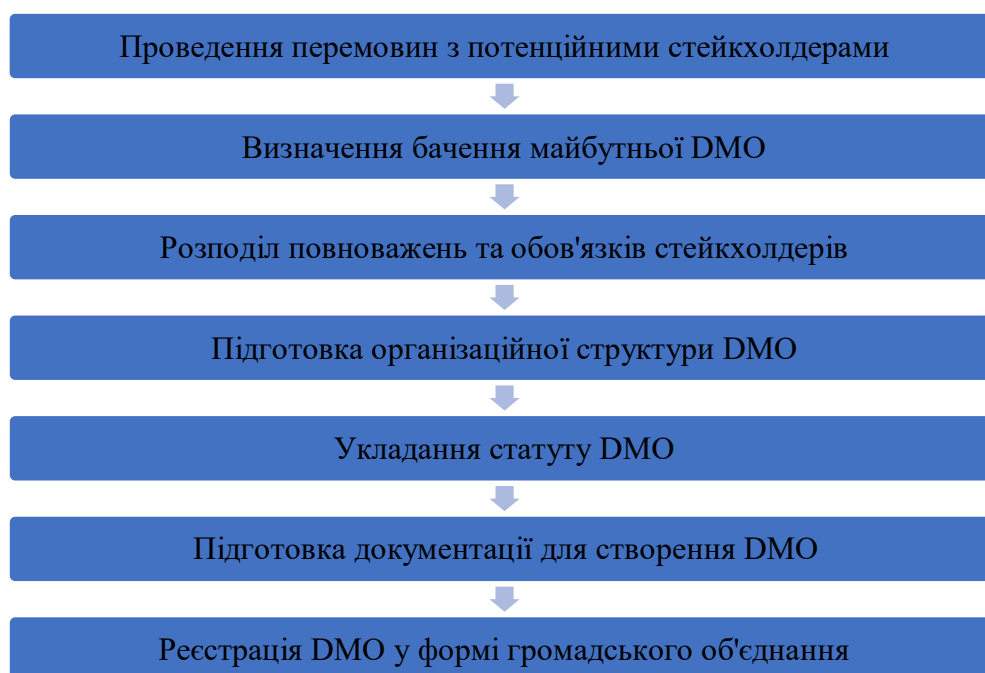 Проведення перемовин з потенційними стейкхолдерами
Визначення бачення майбутньої DMO
Розподіл повноважень та обов'язків стейкхолдерів
Підготовка організаційної структури DMO
Укладання статуту DMO
Підготовка документації для створення DMO
Реєстрація DMO у формі громадського об'єднання